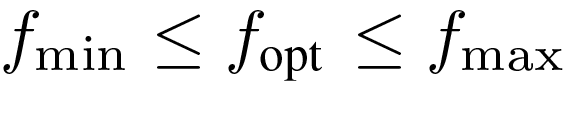 f_min ≤ f_opt ≤ f_max